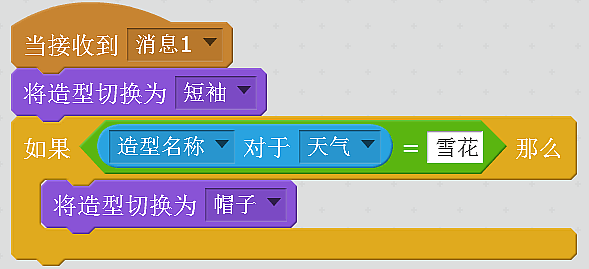 当接收到 消息1
将造型切换为 短袖
如果 造型名称 对于 天气 = 雪花 那么
将造型切换为 帽子